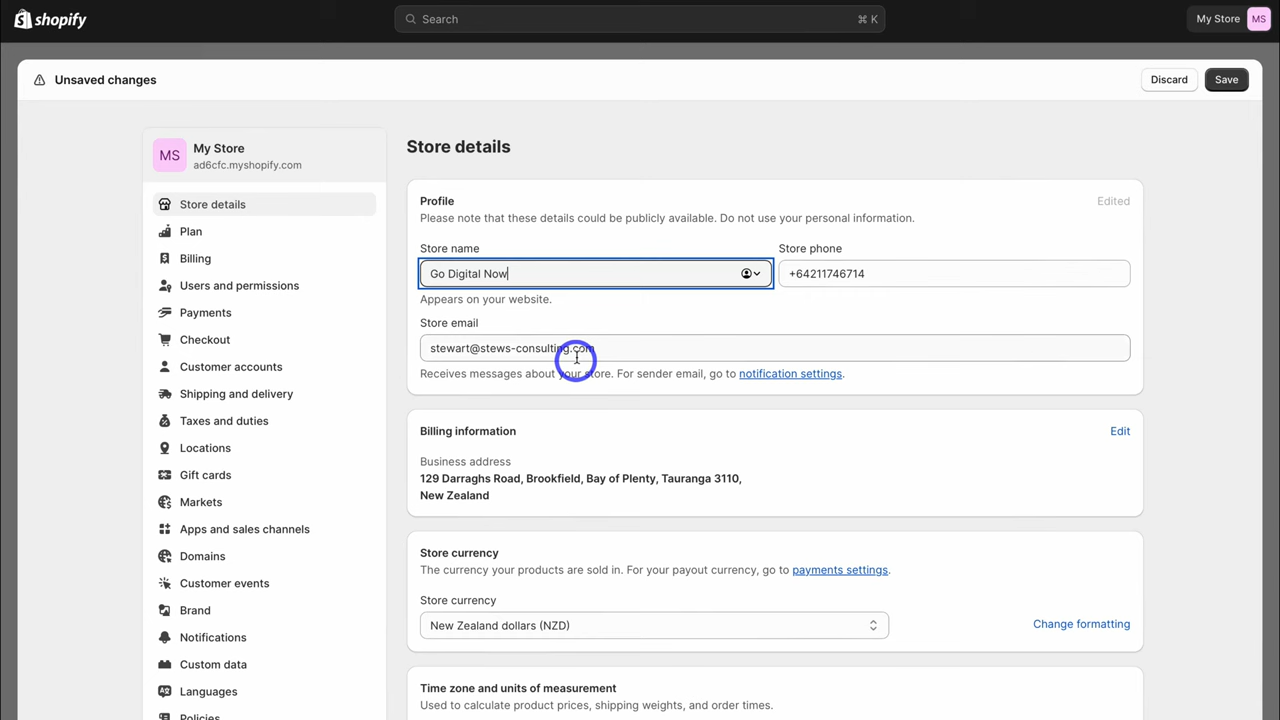 shopify
Search
⌘ K
My Store
MS
Unsaved changes
Discard
Save
MS
My Store
ad6cfc.myshopify.com
Store details
Plan
Billing
Users and permissions
Payments
Checkout
Customer accounts
Shipping and delivery
Taxes and duties
Locations
Gift cards
Markets
Apps and sales channels
Domains
Customer events
Brand
Notifications
Custom data
Languages
Policies
Store details
Profile
Edited
Please note that these details could be publicly available. Do not use your personal information.
Store name
Store phone
Go Digital Now
+64211746714
Appears on your website.
Store email
stewart@stews-consulting.com
Receives messages about your store. For sender email, go to notification settings.
Billing information
Edit
Business address
129 Darraghs Road, Brookfield, Bay of Plenty, Tauranga 3110,
New Zealand
Store currency
The currency your products are sold in. For your payout currency, go to payments settings.
Store currency
New Zealand dollars (NZD)
Change formatting
Time zone and units of measurement
Used to calculate product prices, shipping weights, and order times.